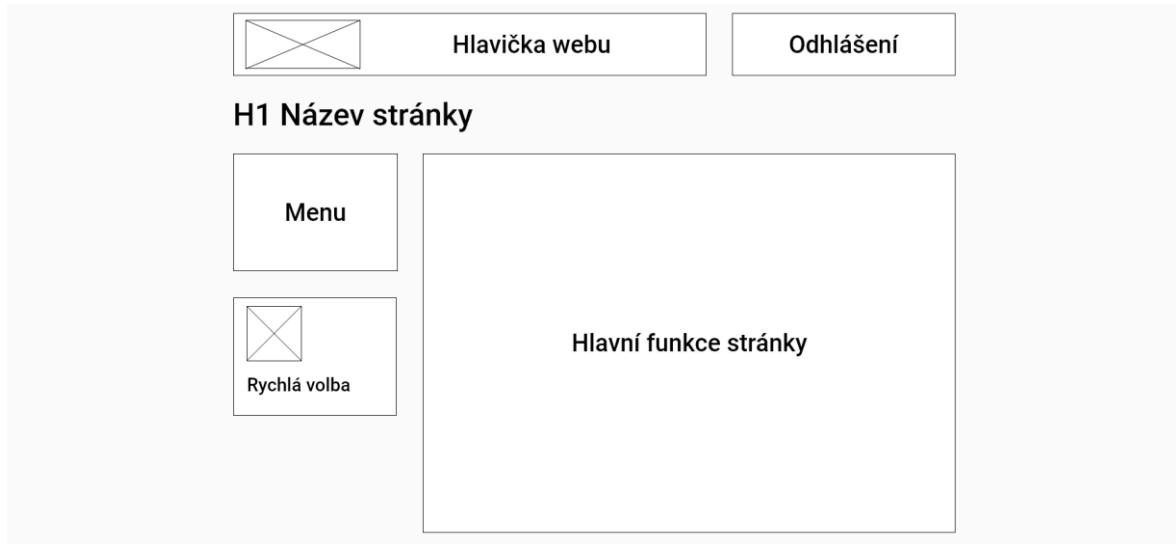 Hlavička webu
Odhlášení
H1 Název stránky
Menu
Rychlá volba
Hlavní funkce stránky